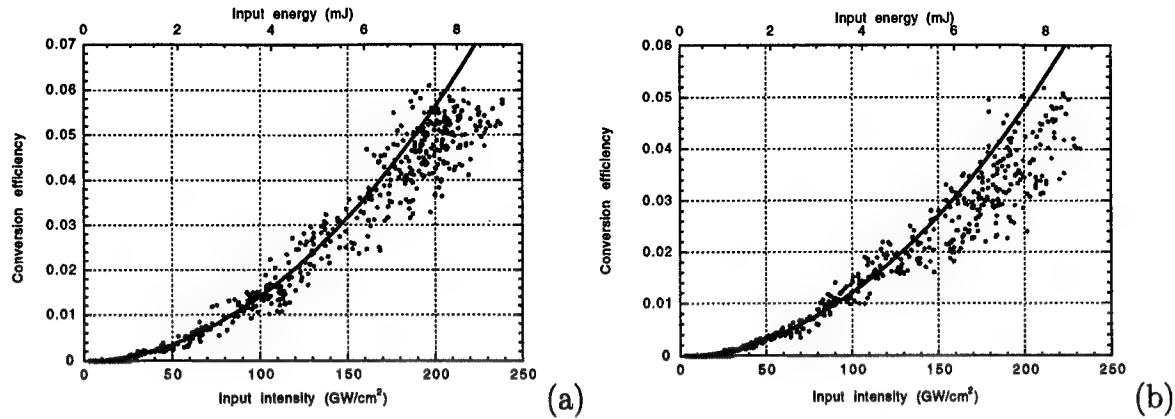 Input energy (mJ)
0 2 4 6 8
0.07
0.06
0.05
0.04
0.03
0.02
0.01
0
Conversion efficiency
0 50 100 150 200 250
Input intensity (GW/cm²)
(a)
Input energy (mJ)
0 2 4 6 8
0.06
0.05
0.04
0.03
0.02
0.01
0
Conversion efficiency
0 50 100 150 200 250
Input intensity (GW/cm²)
(b)